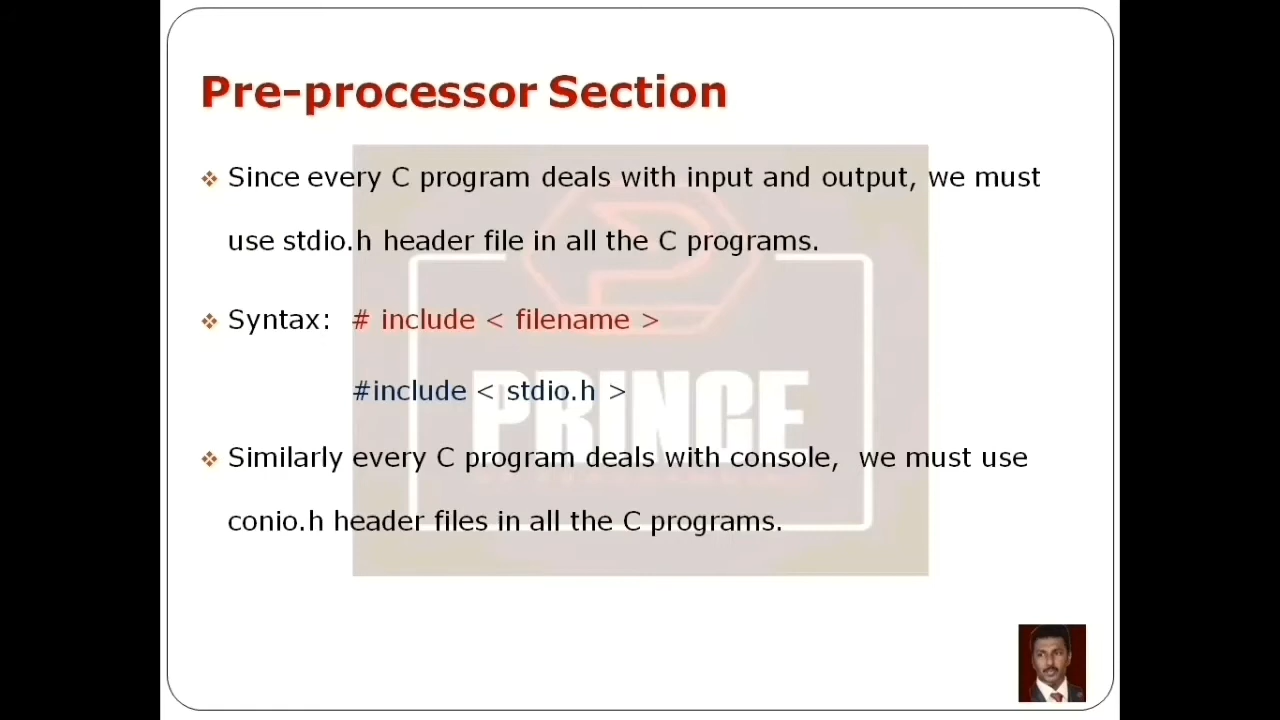 Pre-processor Section
Since every C program deals with input and output, we must
use stdio.h header file in all the C programs.
Syntax: # include < filename >
#include < stdio.h >
Similarly every C program deals with console, we must use
conio.h header files in all the C programs.
PRINCE